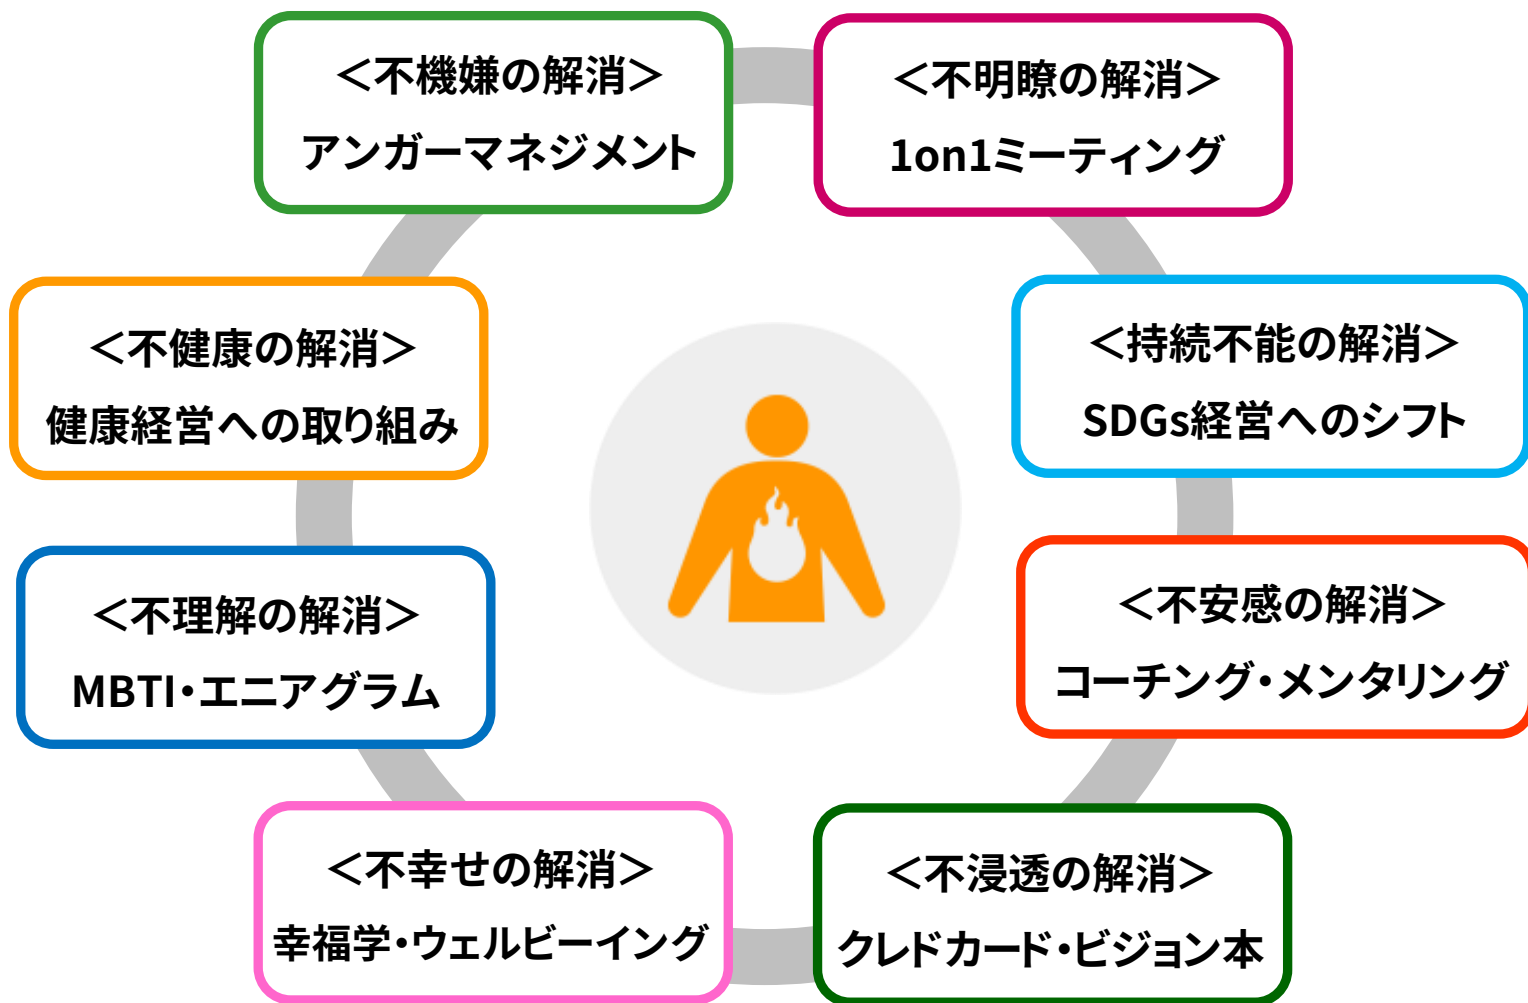 ＜不機嫌の解消＞
アンガーマネジメント
＜不明瞭の解消＞
1on1ミーティング
＜不健康の解消＞
健康経営への取り組み
＜持続不能の解消＞
SDGs経営へのシフト
＜不理解の解消＞
MBTI・エニアグラム
＜不安感の解消＞
コーチング・メンタリング
＜不幸せの解消＞
幸福学・ウェルビーイング
＜不浸透の解消＞
クレドカード・ビジョン本